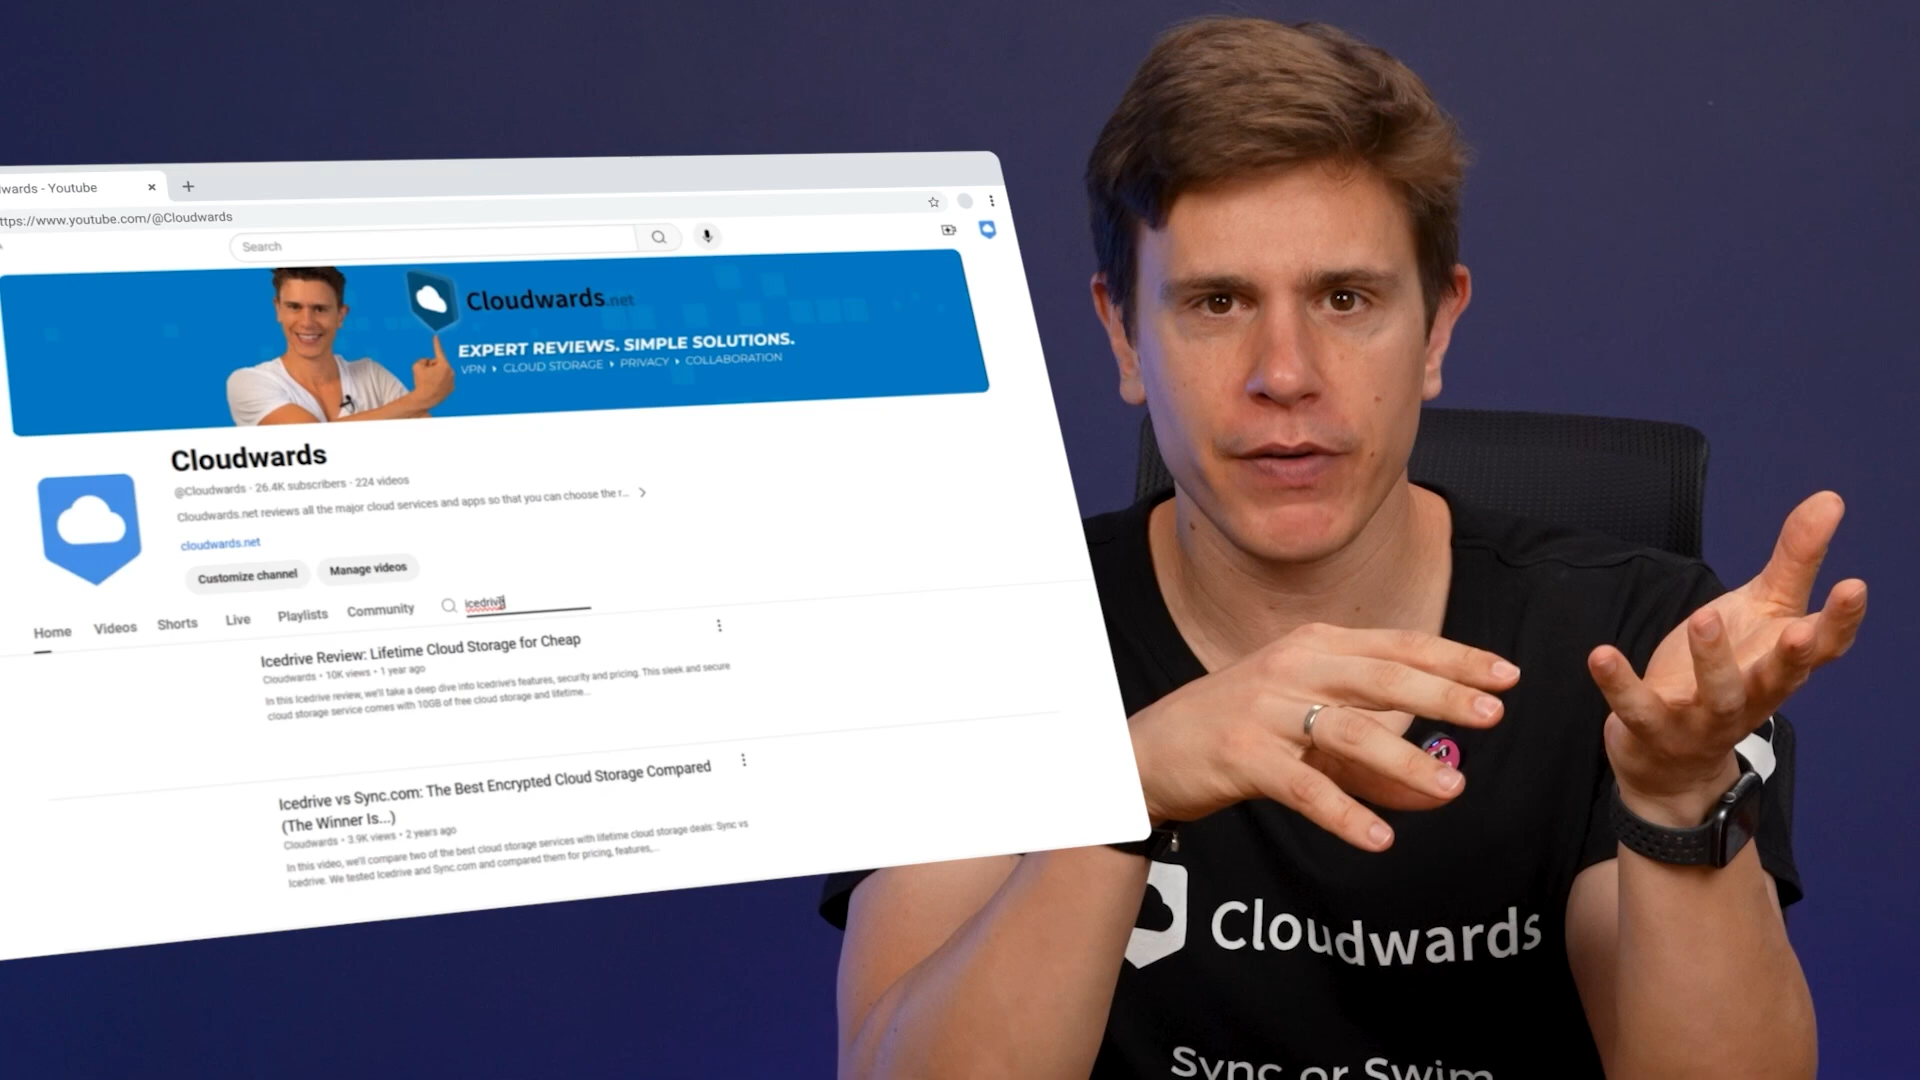 wards - Youtube
ttps://www.youtube.com/@Cloudwards
Search
Cloudwards.net
EXPERT REVIEWS. SIMPLE SOLUTIONS.
VPN CLOUD STORAGE PRIVACY COLLABORATION
Cloudwards
@Cloudwards · 26.4K subscribers · 224 videos
Cloudwards.net reviews all the major cloud services and apps so that you can choose the r...
cloudwards.net
Customize channel Manage videos
Home Videos Shorts Live Playlists Community icedrive
Icedrive Review: Lifetime Cloud Storage for Cheap
Cloudwards • 10K views • 1 year ago
In this Icedrive review, we'll take a deep dive into Icedrive's features, security and pricing. This sleek and secure
cloud storage service comes with 10GB of free cloud storage and lifetime...
Icedrive vs Sync.com: The Best Encrypted Cloud Storage Compared
(The Winner Is...)
Cloudwards • 3.9K views • 2 years ago
In this video, we'll compare two of the best cloud storage services with lifetime cloud storage deals: Sync vs
Icedrive. We tested Icedrive and Sync.com and compared them for pricing, features,...
Cloudwards
Sync or Swim